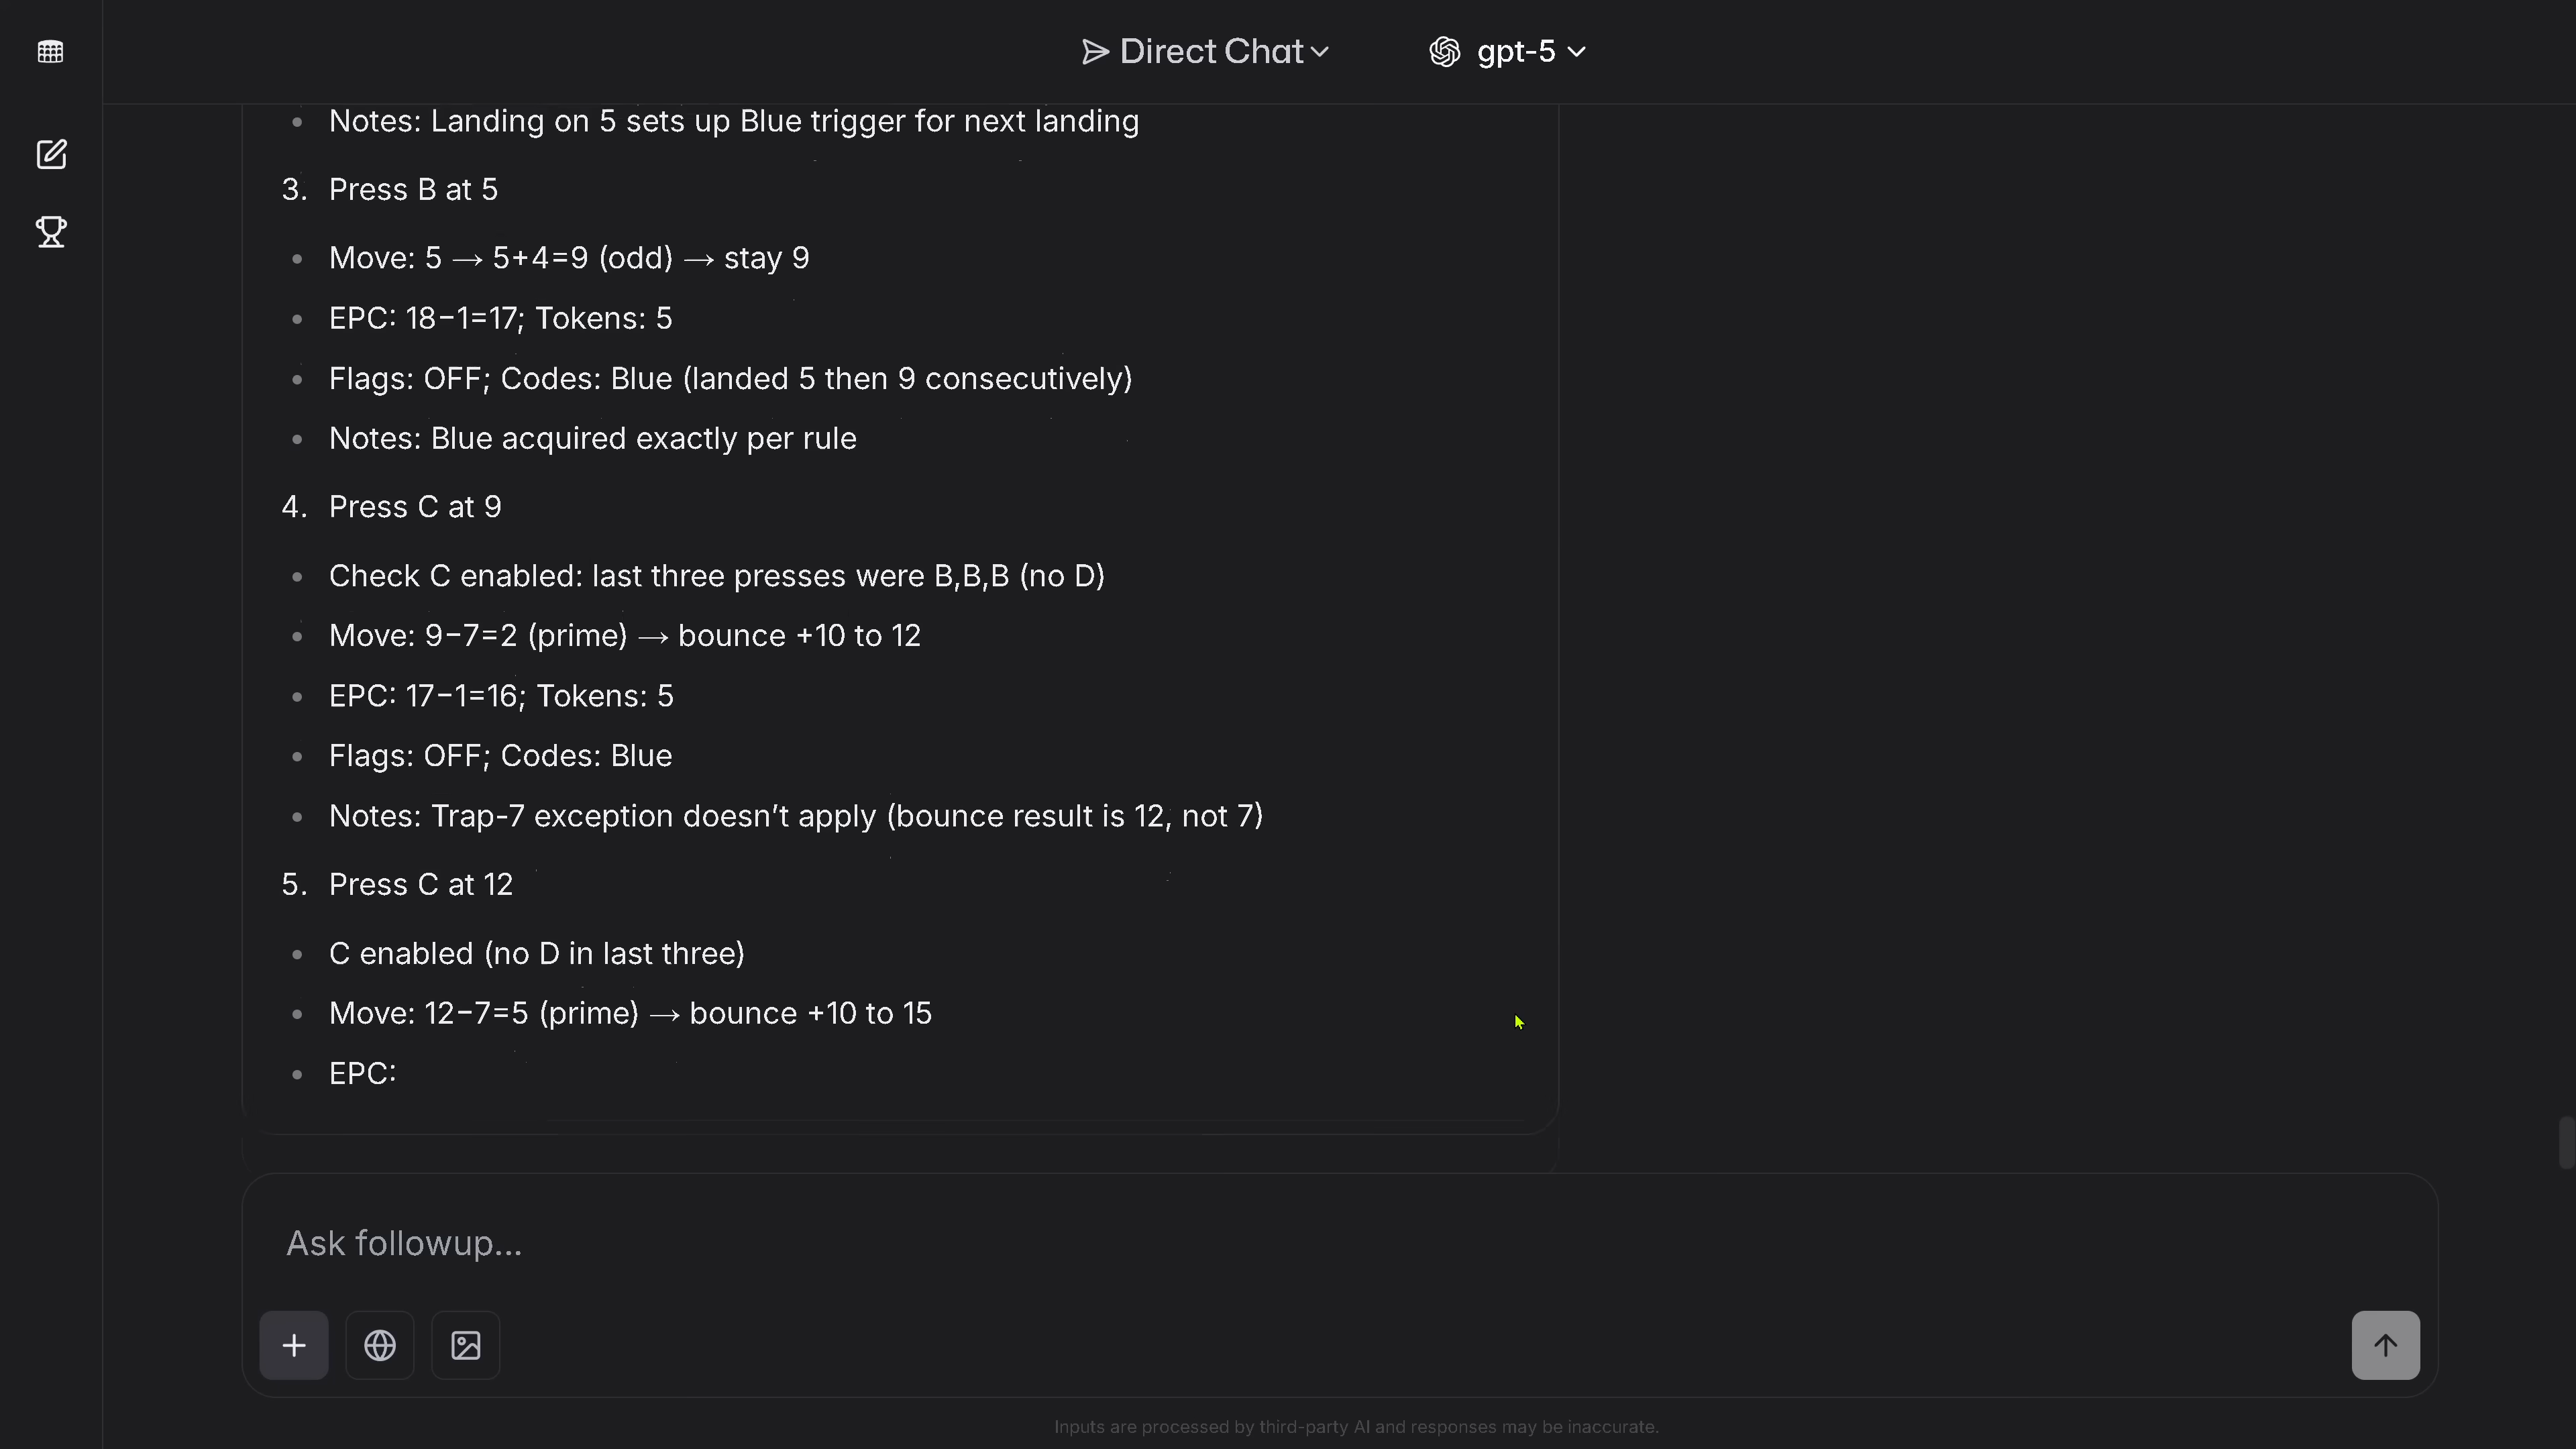 Direct Chat
gpt-5
Notes: Landing on 5 sets up Blue trigger for next landing
3. Press B at 5
Move: 5 → 5+4=9 (odd) → stay 9
EPC: 18−1=17; Tokens: 5
Flags: OFF; Codes: Blue (landed 5 then 9 consecutively)
Notes: Blue acquired exactly per rule
4. Press C at 9
Check C enabled: last three presses were B,B,B (no D)
Move: 9−7=2 (prime) → bounce +10 to 12
EPC: 17−1=16; Tokens: 5
Flags: OFF; Codes: Blue
Notes: Trap-7 exception doesn’t apply (bounce result is 12, not 7)
5. Press C at 12
C enabled (no D in last three)
Move: 12−7=5 (prime) → bounce +10 to 15
EPC:
Ask followup...
Inputs are processed by third-party AI and responses may be inaccurate.